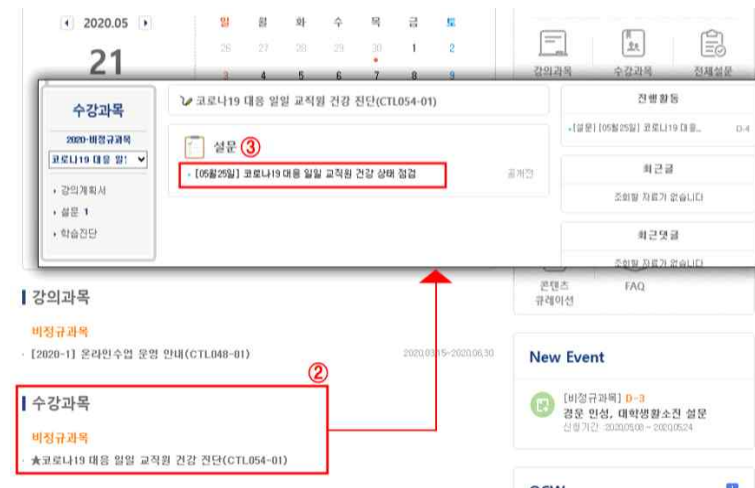 2020.05
일 월 화 수 목 금 토
26 27 28 29 30 1 2
21
3 4 5 6 7 8 9
강의과목 수강과목 전체설문
수강과목
2020-비정규과목
코로나19 대응 일!
강의계획서
설문 1
학습진단
코로나19 대응 일일 교직원 건강 진단(CTL054-01)
설문 ③
[05월25일] 코로나19 대응 일일 교직원 건강 상태 점검
공개전
진행활동
[설문] [05월25일] 코로나19 대응... D-4
최근글
조회할 자료가 없습니다
최근댓글
조회할 자료가 없습니다
콘텐츠
큐레이션
FAQ
강의과목
비정규과목
[2020-1] 온라인수업 운영 안내(CTL048-01)
2020.03.15~2020.06.30
②
수강과목
비정규과목
★코로나19 대응 일일 교직원 건강 진단(CTL054-01)
New Event
[비정규과목] D-3
경운 인성, 대학생활소진 설문
신청기간 : 2020.05.08 ~ 2020.05.24